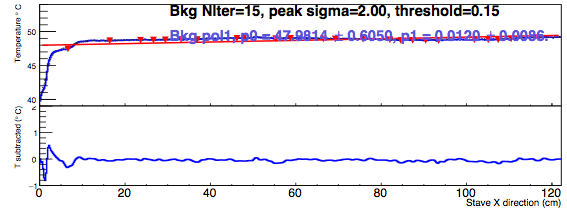 Bkg NIter=15, peak sigma=2.00, threshold=0.15
Bkg pol1, p0 = 47.9814 + 0.6050, p1 = 0.0120 + 0.0086.
Temperature (° C)
50
45
40
T subtracted (° C)
2
1
0
−1
0 20 40 60 80 100 120
Stave X direction (cm)